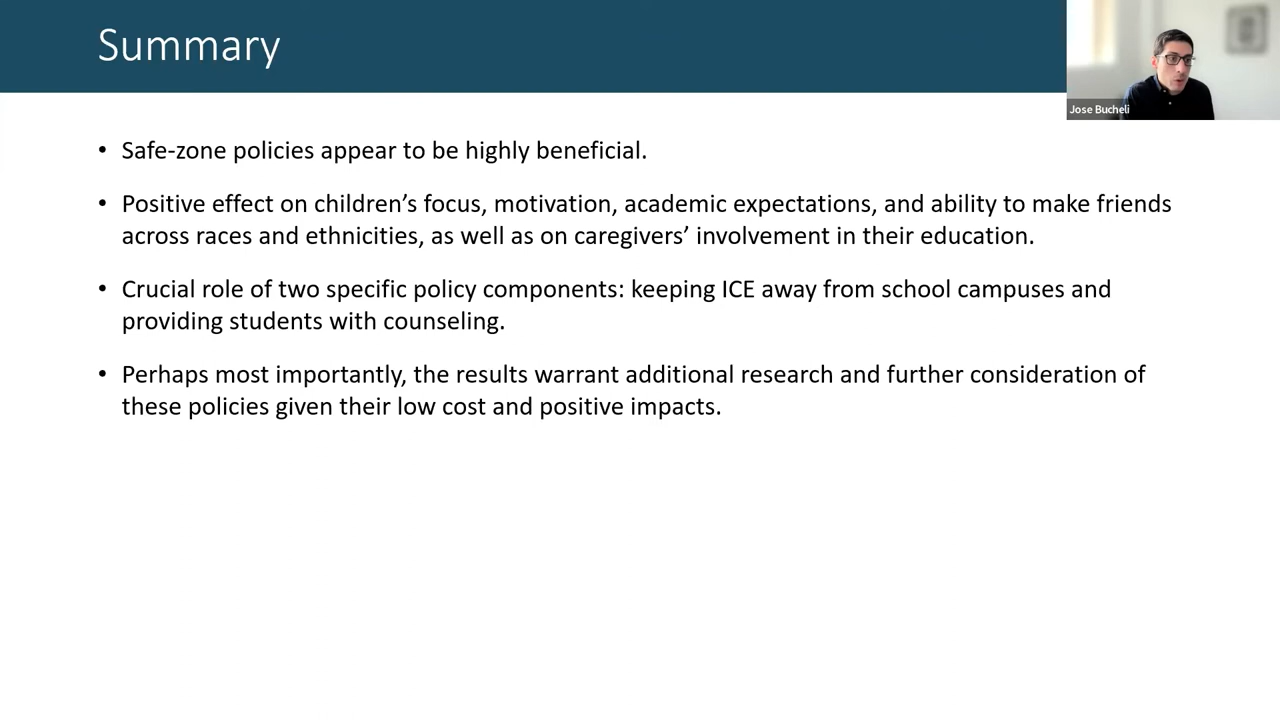 Summary
Jose Bucheli
• Safe-zone policies appear to be highly beneficial.
• Positive effect on children’s focus, motivation, academic expectations, and ability to make friends
across races and ethnicities, as well as on caregivers’ involvement in their education.
• Crucial role of two specific policy components: keeping ICE away from school campuses and
providing students with counseling.
• Perhaps most importantly, the results warrant additional research and further consideration of
these policies given their low cost and positive impacts.